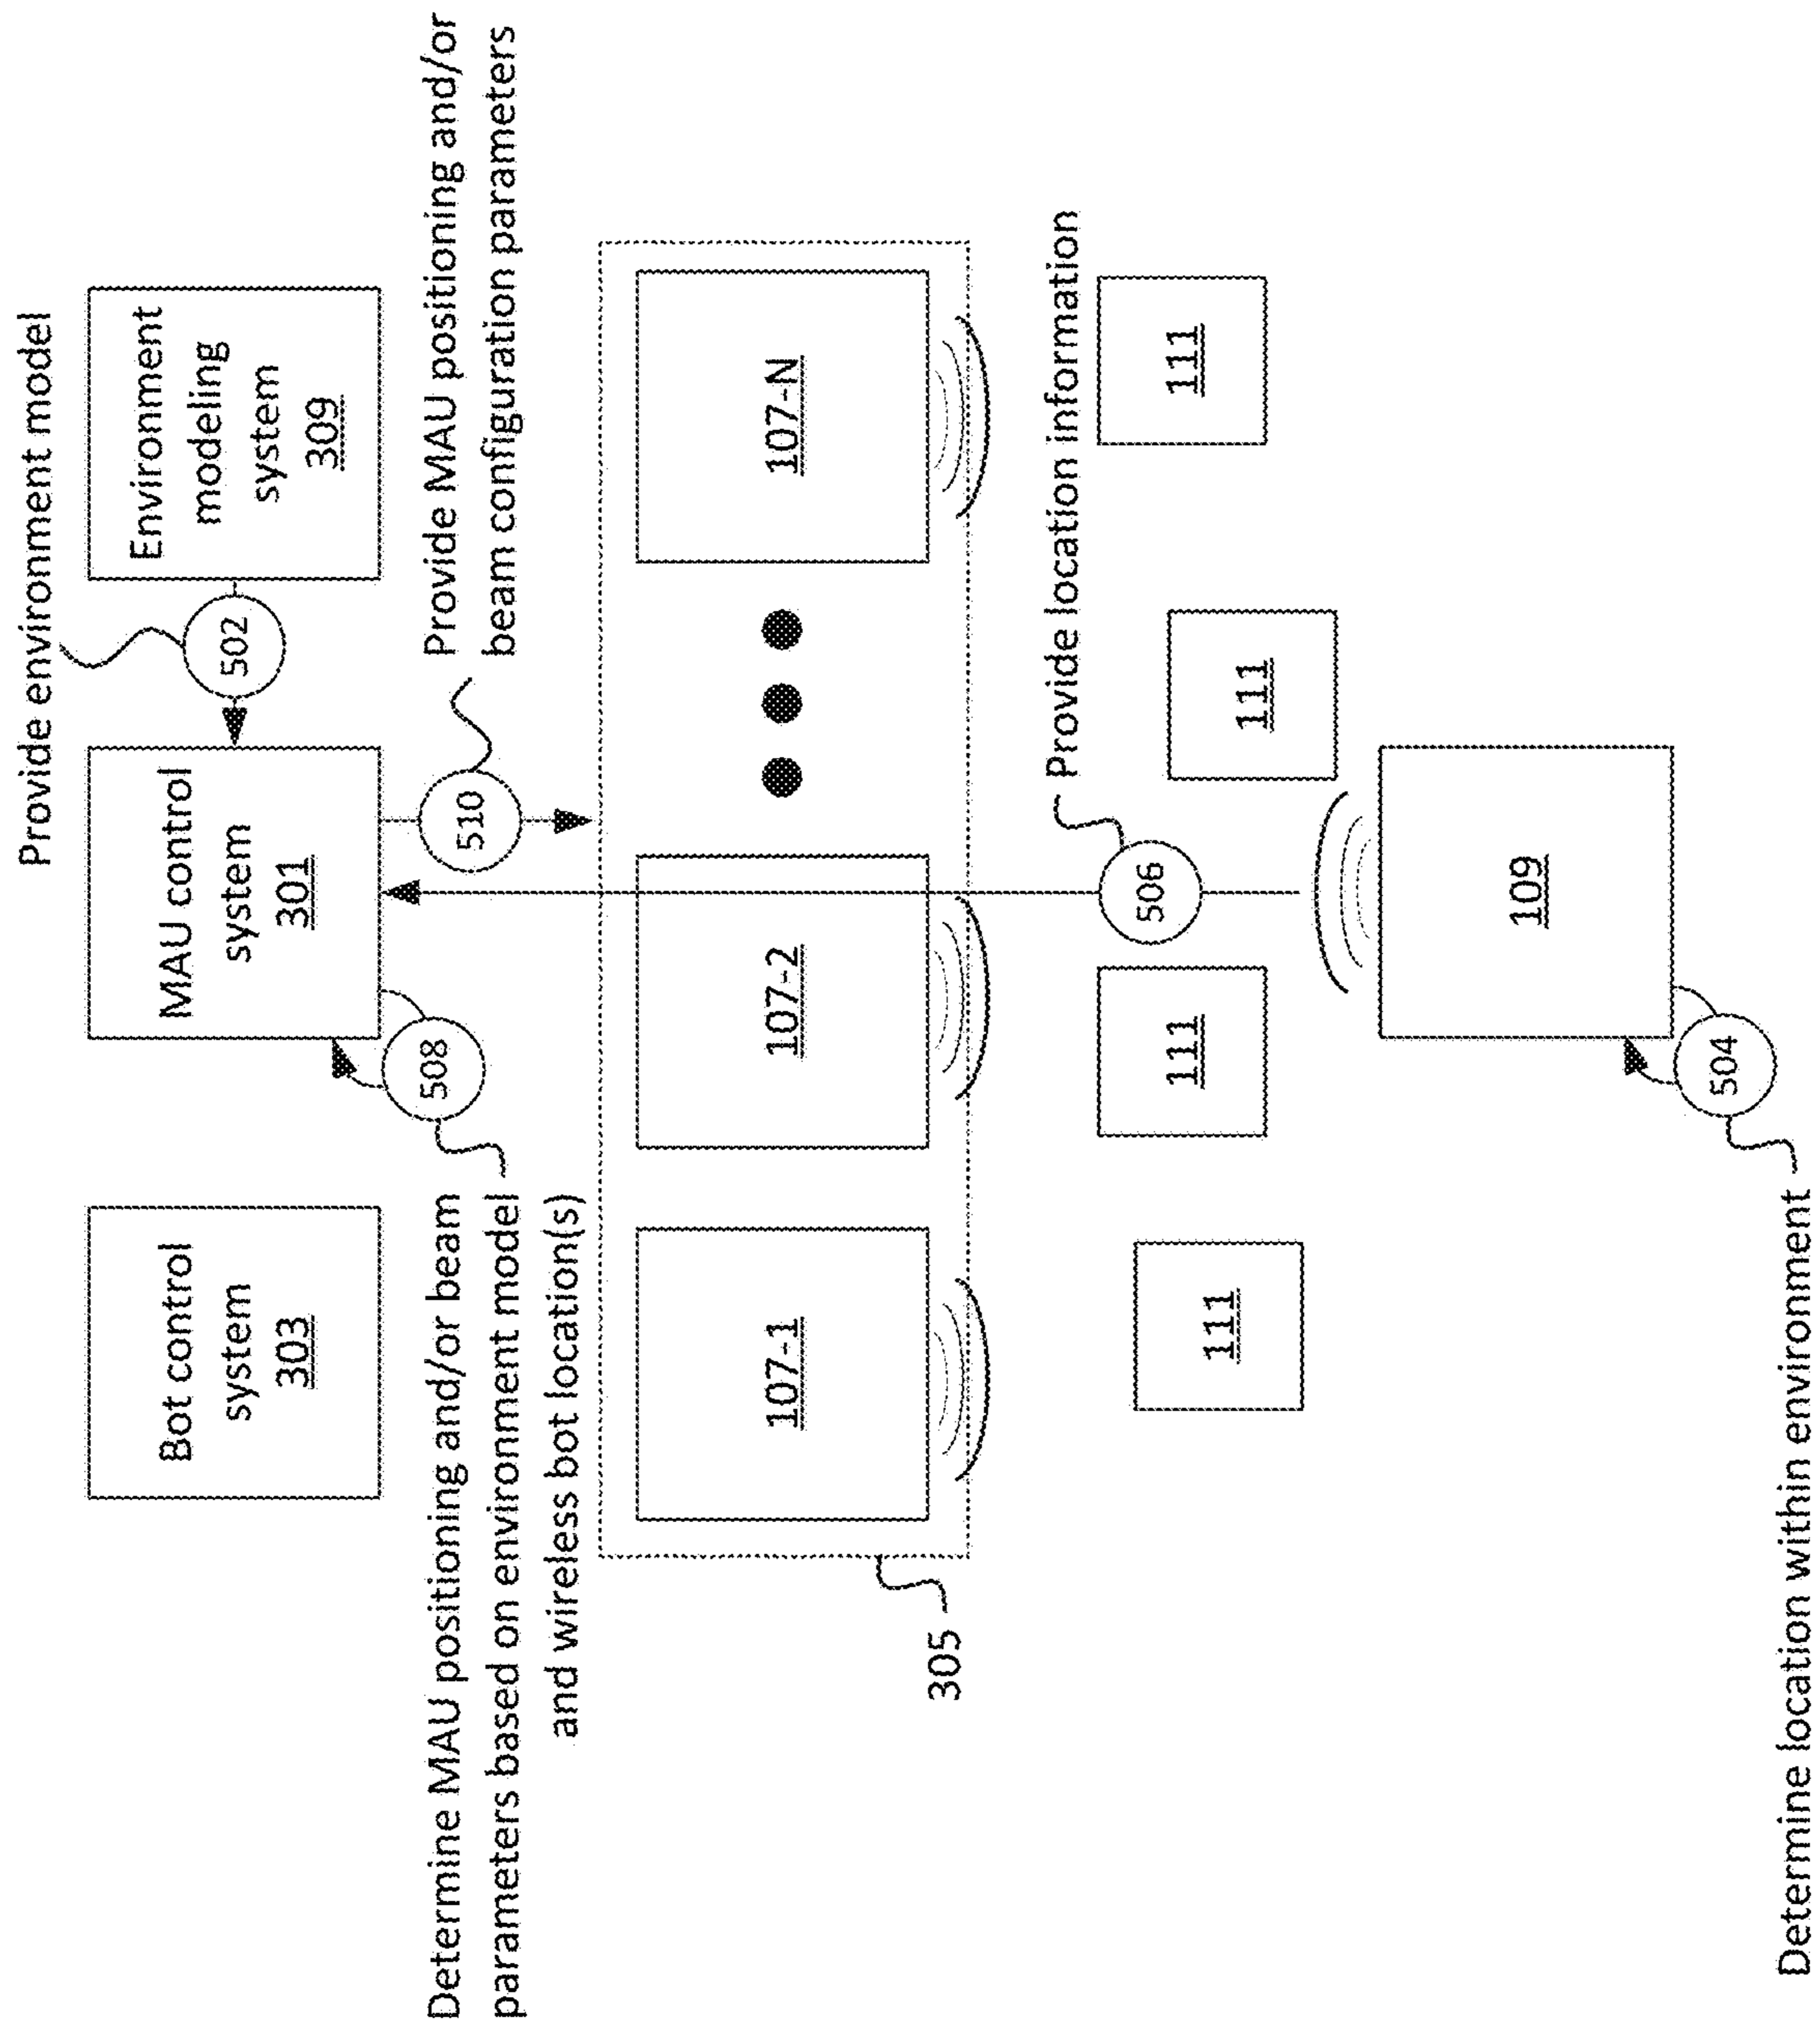 Provide environment model
Bot control
system
303
MAU control
system
301
502
Environment
modeling
system
309
Determine MAU positioning and/or beam
parameters based on environment model
and wireless bot location(s)
508
510
Provide MAU positioning and/or
beam configuration parameters
107-1
107-2
107-N
305
506
Provide location information
111
111
111
111
109
504
Determine location within environment